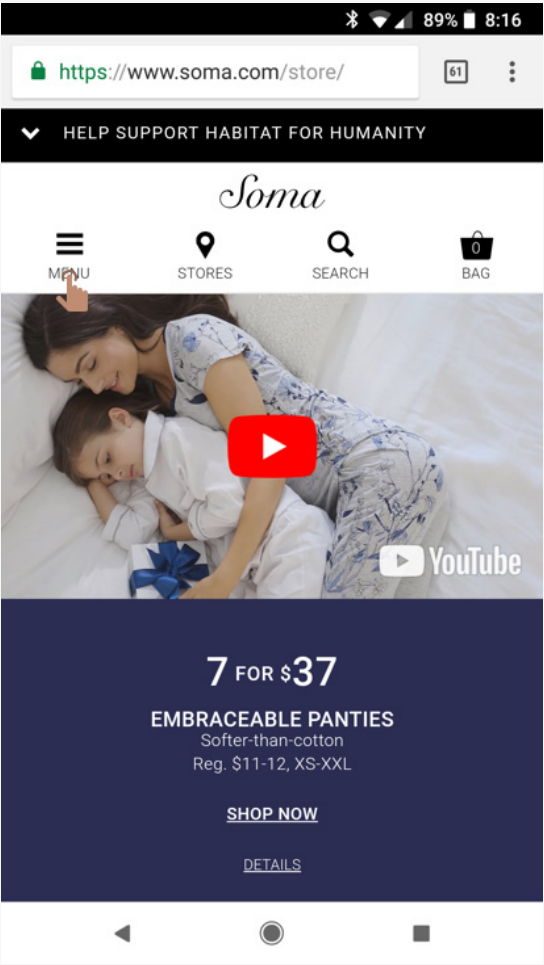 89% 8:16
https://www.soma.com/store/ 61
HELP SUPPORT HABITAT FOR HUMANITY
Soma
0
MENU STORES SEARCH BAG
YouTube
7 FOR $37
EMBRACEABLE PANTIES
Softer-than-cotton
Reg. $11-12, XS-XXL
SHOP NOW
DETAILS